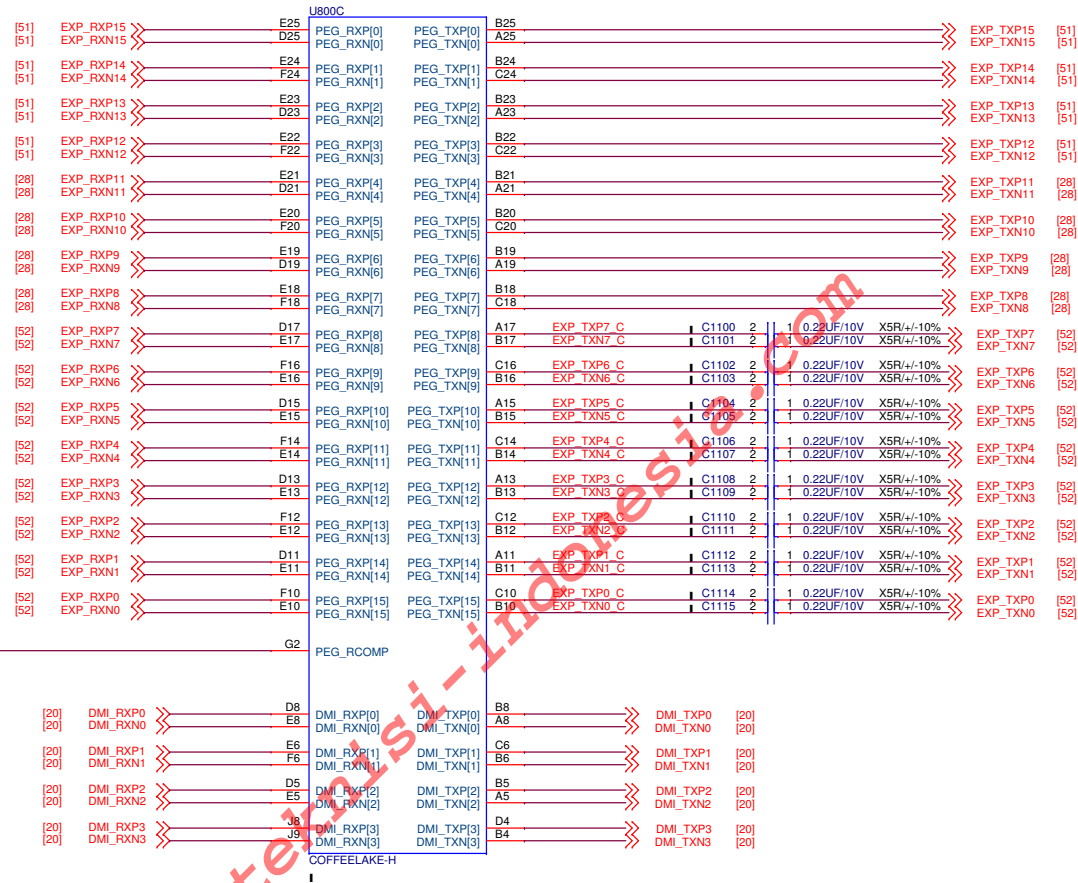 U800C
[51] EXP_RXP15 E25 PEG_RXP[0] PEG_TXP[0] B25 EXP_TXP15 [51]
[51] EXP_RXN15 D25 PEG_RXN[0] PEG_TXN[0] A25 EXP_TXN15 [51]
[51] EXP_RXP14 E24 PEG_RXP[1] PEG_TXP[1] B24 EXP_TXP14 [51]
[51] EXP_RXN14 F24 PEG_RXN[1] PEG_TXN[1] C24 EXP_TXN14 [51]
[51] EXP_RXP13 E23 PEG_RXP[2] PEG_TXP[2] B23 EXP_TXP13 [51]
[51] EXP_RXN13 D23 PEG_RXN[2] PEG_TXN[2] A23 EXP_TXN13 [51]
[51] EXP_RXP12 E22 PEG_RXP[3] PEG_TXP[3] B22 EXP_TXP12 [51]
[51] EXP_RXN12 F22 PEG_RXN[3] PEG_TXN[3] C22 EXP_TXN12 [51]
[28] EXP_RXP11 E21 PEG_RXP[4] PEG_TXP[4] B21 EXP_TXP11 [28]
[28] EXP_RXN11 D21 PEG_RXN[4] PEG_TXN[4] A21 EXP_TXN11 [28]
[28] EXP_RXP10 E20 PEG_RXP[5] PEG_TXP[5] B20 EXP_TXP10 [28]
[28] EXP_RXN10 F20 PEG_RXN[5] PEG_TXN[5] C20 EXP_TXN10 [28]
[28] EXP_RXP9 E19 PEG_RXP[6] PEG_TXP[6] B19 EXP_TXP9 [28]
[28] EXP_RXN9 D19 PEG_RXN[6] PEG_TXN[6] A19 EXP_TXN9 [28]
[28] EXP_RXP8 E18 PEG_RXP[7] PEG_TXP[7] B18 EXP_TXP8 [28]
[28] EXP_RXN8 F18 PEG_RXN[7] PEG_TXN[7] C18 EXP_TXN8 [28]
[52] EXP_RXP7 D17 PEG_RXP[8] PEG_TXP[8] A17 EXP_TXP7_C C1100 2 1 0.22UF/10V X5R/+/-10% EXP_TXP7 [52]
[52] EXP_RXN7 E17 PEG_RXN[8] PEG_TXN[8] B17 EXP_TXN7_C C1101 2 1 0.22UF/10V X5R/+/-10% EXP_TXN7 [52]
[52] EXP_RXP6 F16 PEG_RXP[9] PEG_TXP[9] C16 EXP_TXP6_C C1102 2 1 0.22UF/10V X5R/+/-10% EXP_TXP6 [52]
[52] EXP_RXN6 E16 PEG_RXN[9] PEG_TXN[9] B16 EXP_TXN6_C C1103 2 1 0.22UF/10V X5R/+/-10% EXP_TXN6 [52]
[52] EXP_RXP5 D15 PEG_RXP[10] PEG_TXP[10] A15 EXP_TXP5_C C1104 2 1 0.22UF/10V X5R/+/-10% EXP_TXP5 [52]
[52] EXP_RXN5 E15 PEG_RXN[10] PEG_TXN[10] B15 EXP_TXN5_C C1105 2 1 0.22UF/10V X5R/+/-10% EXP_TXN5 [52]
[52] EXP_RXP4 F14 PEG_RXP[11] PEG_TXP[11] C14 EXP_TXP4_C C1106 2 1 0.22UF/10V X5R/+/-10% EXP_TXP4 [52]
[52] EXP_RXN4 E14 PEG_RXN[11] PEG_TXN[11] B14 EXP_TXN4_C C1107 2 1 0.22UF/10V X5R/+/-10% EXP_TXN4 [52]
[52] EXP_RXP3 D13 PEG_RXP[12] PEG_TXP[12] A13 EXP_TXP3_C C1108 2 1 0.22UF/10V X5R/+/-10% EXP_TXP3 [52]
[52] EXP_RXN3 E13 PEG_RXN[12] PEG_TXN[12] B13 EXP_TXN3_C C1109 2 1 0.22UF/10V X5R/+/-10% EXP_TXN3 [52]
[52] EXP_RXP2 F12 PEG_RXP[13] PEG_TXP[13] C12 EXP_TXP2_C C1110 2 1 0.22UF/10V X5R/+/-10% EXP_TXP2 [52]
[52] EXP_RXN2 E12 PEG_RXN[13] PEG_TXN[13] B12 EXP_TXN2_C C1111 2 1 0.22UF/10V X5R/+/-10% EXP_TXN2 [52]
[52] EXP_RXP1 D11 PEG_RXP[14] PEG_TXP[14] A11 EXP_TXP1_C C1112 2 1 0.22UF/10V X5R/+/-10% EXP_TXP1 [52]
[52] EXP_RXN1 E11 PEG_RXN[14] PEG_TXN[14] B11 EXP_TXN1_C C1113 2 1 0.22UF/10V X5R/+/-10% EXP_TXN1 [52]
[52] EXP_RXP0 F10 PEG_RXP[15] PEG_TXP[15] C10 EXP_TXP0_C C1114 2 1 0.22UF/10V X5R/+/-10% EXP_TXP0 [52]
[52] EXP_RXN0 E10 PEG_RXN[15] PEG_TXN[15] B10 EXP_TXN0_C C1115 2 1 0.22UF/10V X5R/+/-10% EXP_TXN0 [52]
G2 PEG_RCOMP
[20] DMI_RXP0 D8 DMI_RXP[0] DMI_TXP[0] B8 DMI_TXP0 [20]
[20] DMI_RXN0 E8 DMI_RXN[0] DMI_TXN[0] A8 DMI_TXN0 [20]
[20] DMI_RXP1 E6 DMI_RXP[1] DMI_TXP[1] C6 DMI_TXP1 [20]
[20] DMI_RXN1 F6 DMI_RXN[1] DMI_TXN[1] B6 DMI_TXN1 [20]
[20] DMI_RXP2 D5 DMI_RXP[2] DMI_TXP[2] B5 DMI_TXP2 [20]
[20] DMI_RXN2 E5 DMI_RXN[2] DMI_TXN[2] A5 DMI_TXN2 [20]
[20] DMI_RXP3 J8 DMI_RXP[3] DMI_TXP[3] D4 DMI_TXP3 [20]
[20] DMI_RXN3 J9 DMI_RXN[3] DMI_TXN[3] B4 DMI_TXN3 [20]
COFFEELAKE-H
teknisi-indonesia.com